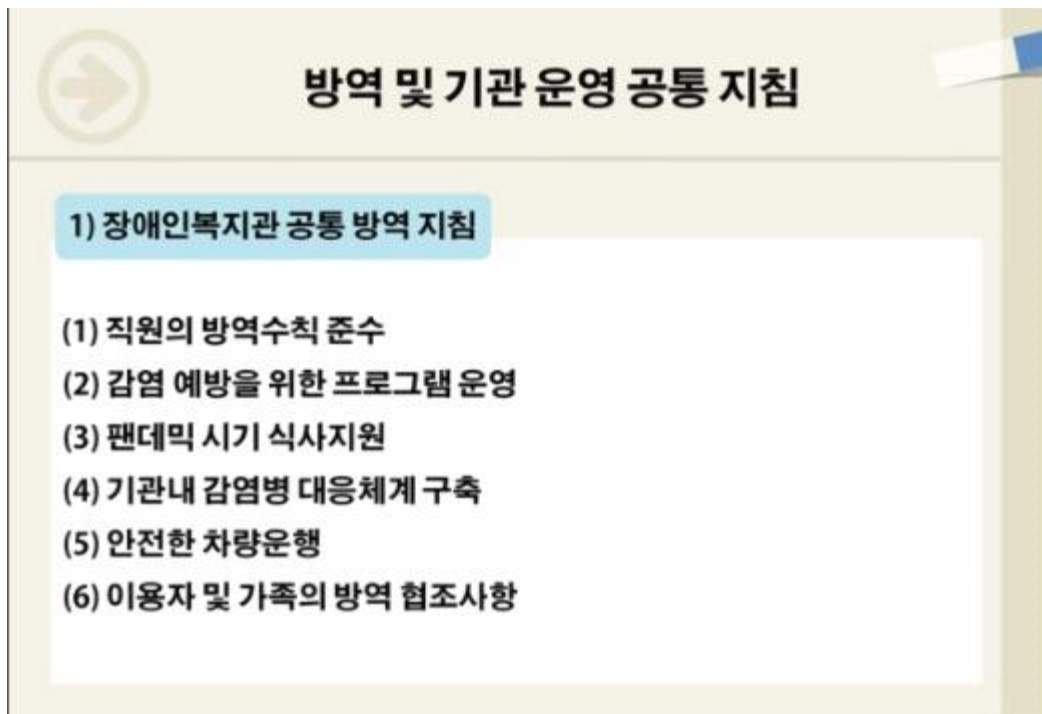 방역 및 기관 운영 공통 지침
1) 장애인복지관 공통 방역 지침
(1) 직원의 방역수칙 준수
(2) 감염 예방을 위한 프로그램 운영
(3) 팬데믹 시기 식사지원
(4) 기관내 감염병 대응체계 구축
(5) 안전한 차량운행
(6) 이용자 및 가족의 방역 협조사항